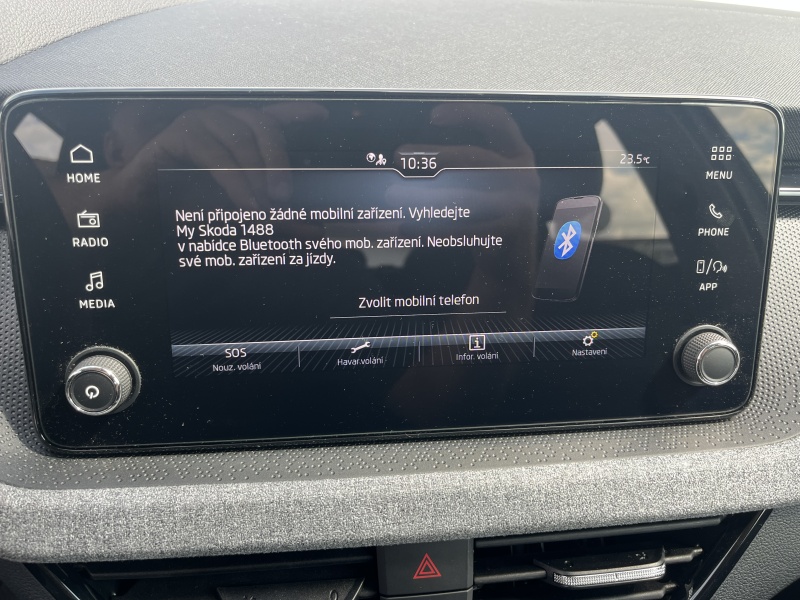 10:36
23.5°C
HOME
RADIO
MEDIA
Není připojeno žádné mobilní zařízení. Vyhledejte
My Skoda 1488
v nabídce Bluetooth svého mob. zařízení. Neobsluhujte
své mob. zařízení za jízdy.
Zvolit mobilní telefon
SOS
Nouz. volání
Havar.volání
i
Infor. volání
Nastavení
MENU
PHONE
APP